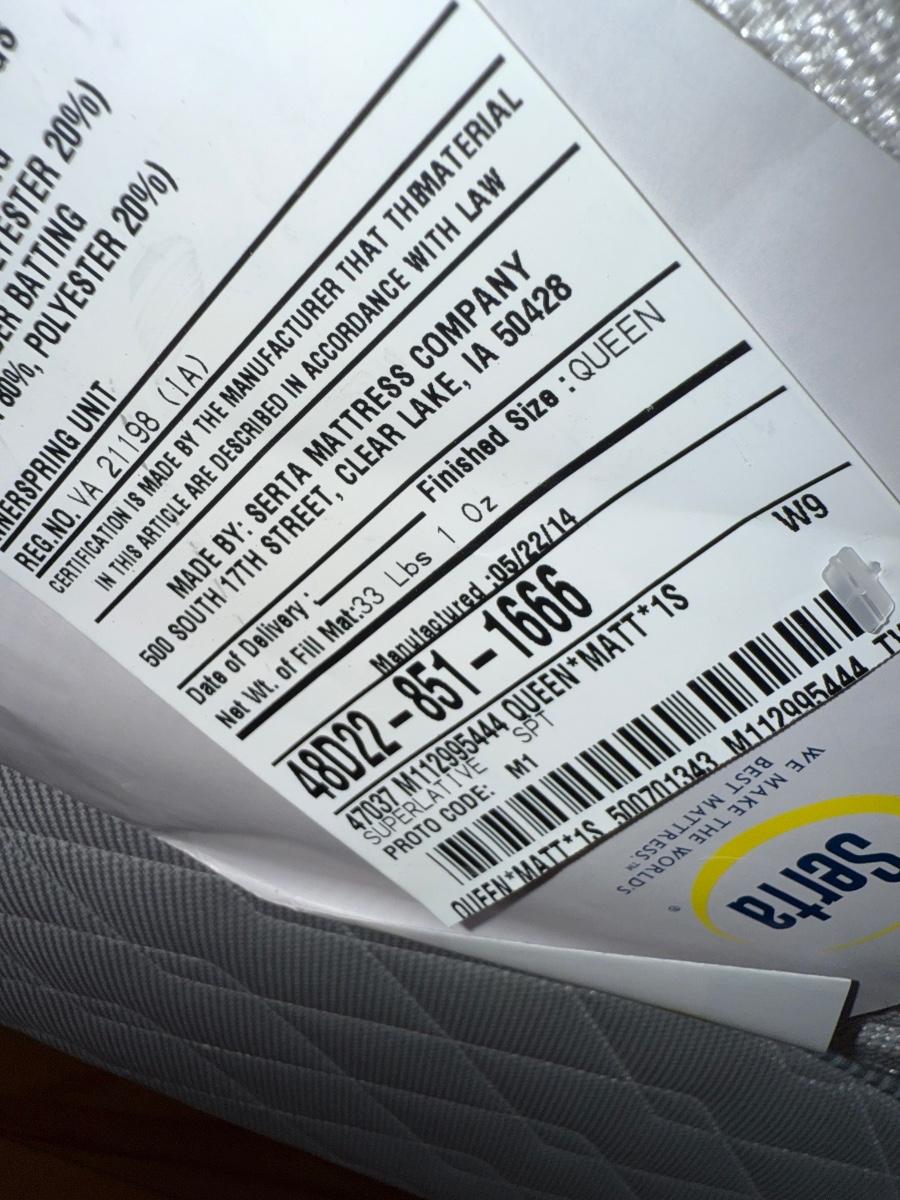 POLYESTER 20%)
BATTING
80%, POLYESTER 20%)
INNERSPRING UNIT
REG.NO. VA 21198 (IA)
CERTIFICATION IS MADE BY THE MANUFACTURER THAT THE MATERIAL
IN THIS ARTICLE ARE DESCRIBED IN ACCORDANCE WITH LAW
MADE BY: SERTA MATTRESS COMPANY
500 SOUTH 17TH STREET, CLEAR LAKE, IA 50428
Date of Delivery: Finished Size: QUEEN
Net Wt. of Fill Mat: 33 Lbs 1 Oz
Manufactured :05/22/14
48D22-851-1666
47037 M112995444 QUEEN*MATT*1S W9
SUPERLATIVE SPT
PROTO CODE: M1
QUEEN*MATT*1S 500701343 M112995444
WE MAKE THE WORLD'S
BEST MATTRESS.™
Serta®